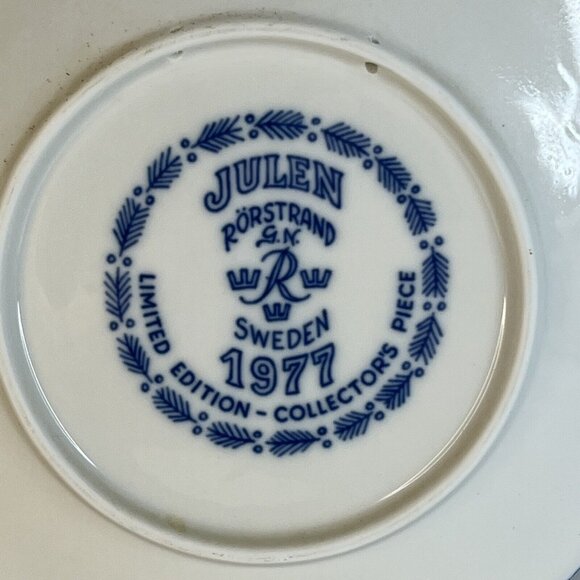 JULEN
RÖRSTRAND
G.N.
R
SWEDEN
1977
LIMITED EDITION - COLLECTOR'S PIECE